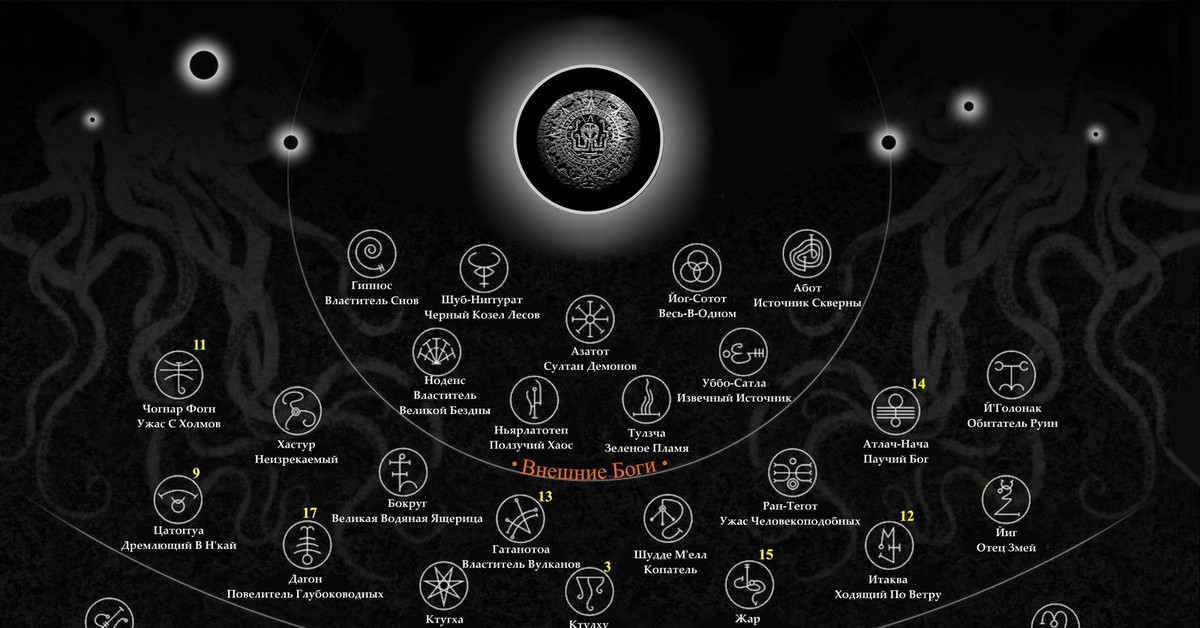 Гипнос
Властитель Снов
Шуб-Ниггурат
Черный Козел Лесов
Йог-Сотот
Весь-В-Одном
Абот
Источник Скверны
Азатот
Султан Демонов
Ноденс
Властитель
Великой Бездны
Уббо-Сатла
Извечный Источник
Ньярлатотеп
Ползучий Хаос
Тулзча
Зеленое Пламя
• Внешние Боги •
11
Чогнар Фогн
Ужас С Холмов
Хастур
Неизрекаемый
14
Атлач-Нача
Паучий Бог
Й'Голонак
Обитатель Руин
9
Цатоггуа
Дремлющий В Н'кай
Бокруг
Великая Водяная Ящерица
13
Гатанотоа
Властитель Вулканов
Шудде М'елл
Копатель
Ран-Тегот
Ужас Человекоподобных
12
Итаква
Ходящий По Ветру
Йиг
Отец Змей
17
Дагон
Повелитель Глубоководных
Ктугха
3
Ктулху
15
Жар